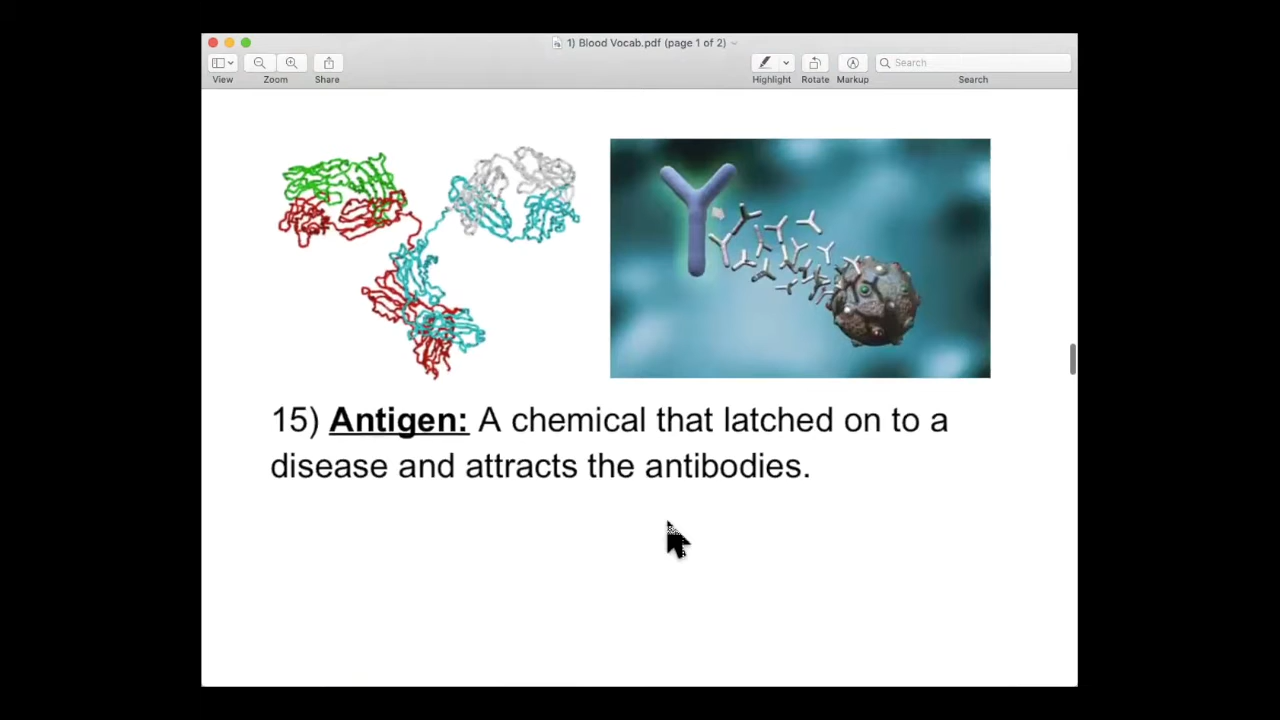 1) Blood Vocab.pdf (page 1 of 2)
View
Zoom
Share
Highlight
Rotate
Markup
Search
Search
15) Antigen: A chemical that latched on to a
disease and attracts the antibodies.